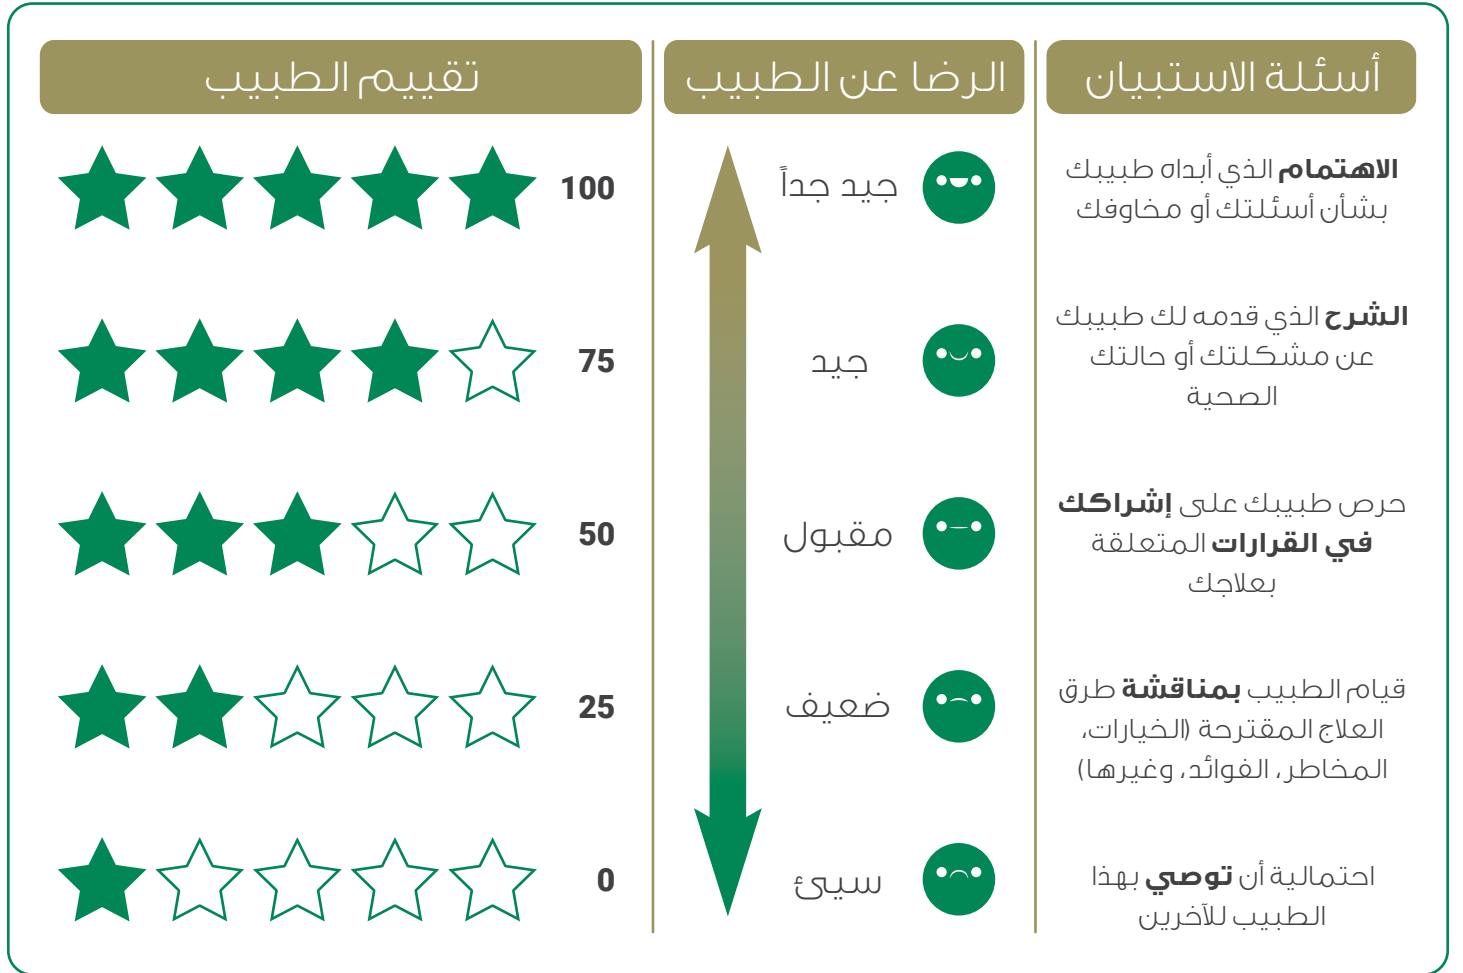 أسئلة الاستبيان
الرضا عن الطبيب
تقييم الطبيب
الاهتمام الذي أبداه طبيبك
بشأن أسئلتك أو مخاوفك
جيد جداً
100
الشرح الذي قدمه لك طبيبك
عن مشكلتك أو حالتك
الصحية
جيد
75
حرص طبيبك على إشراكك
في القرارات المتعلقة
بعلاجك
مقبول
50
قيام الطبيب بمناقشة طرق
العلاج المقترحة (الخيارات،
المخاطر، الفوائد، وغيرها)
ضعيف
25
احتمالية أن توصي بهذا
الطبيب للآخرين
سيئ
0